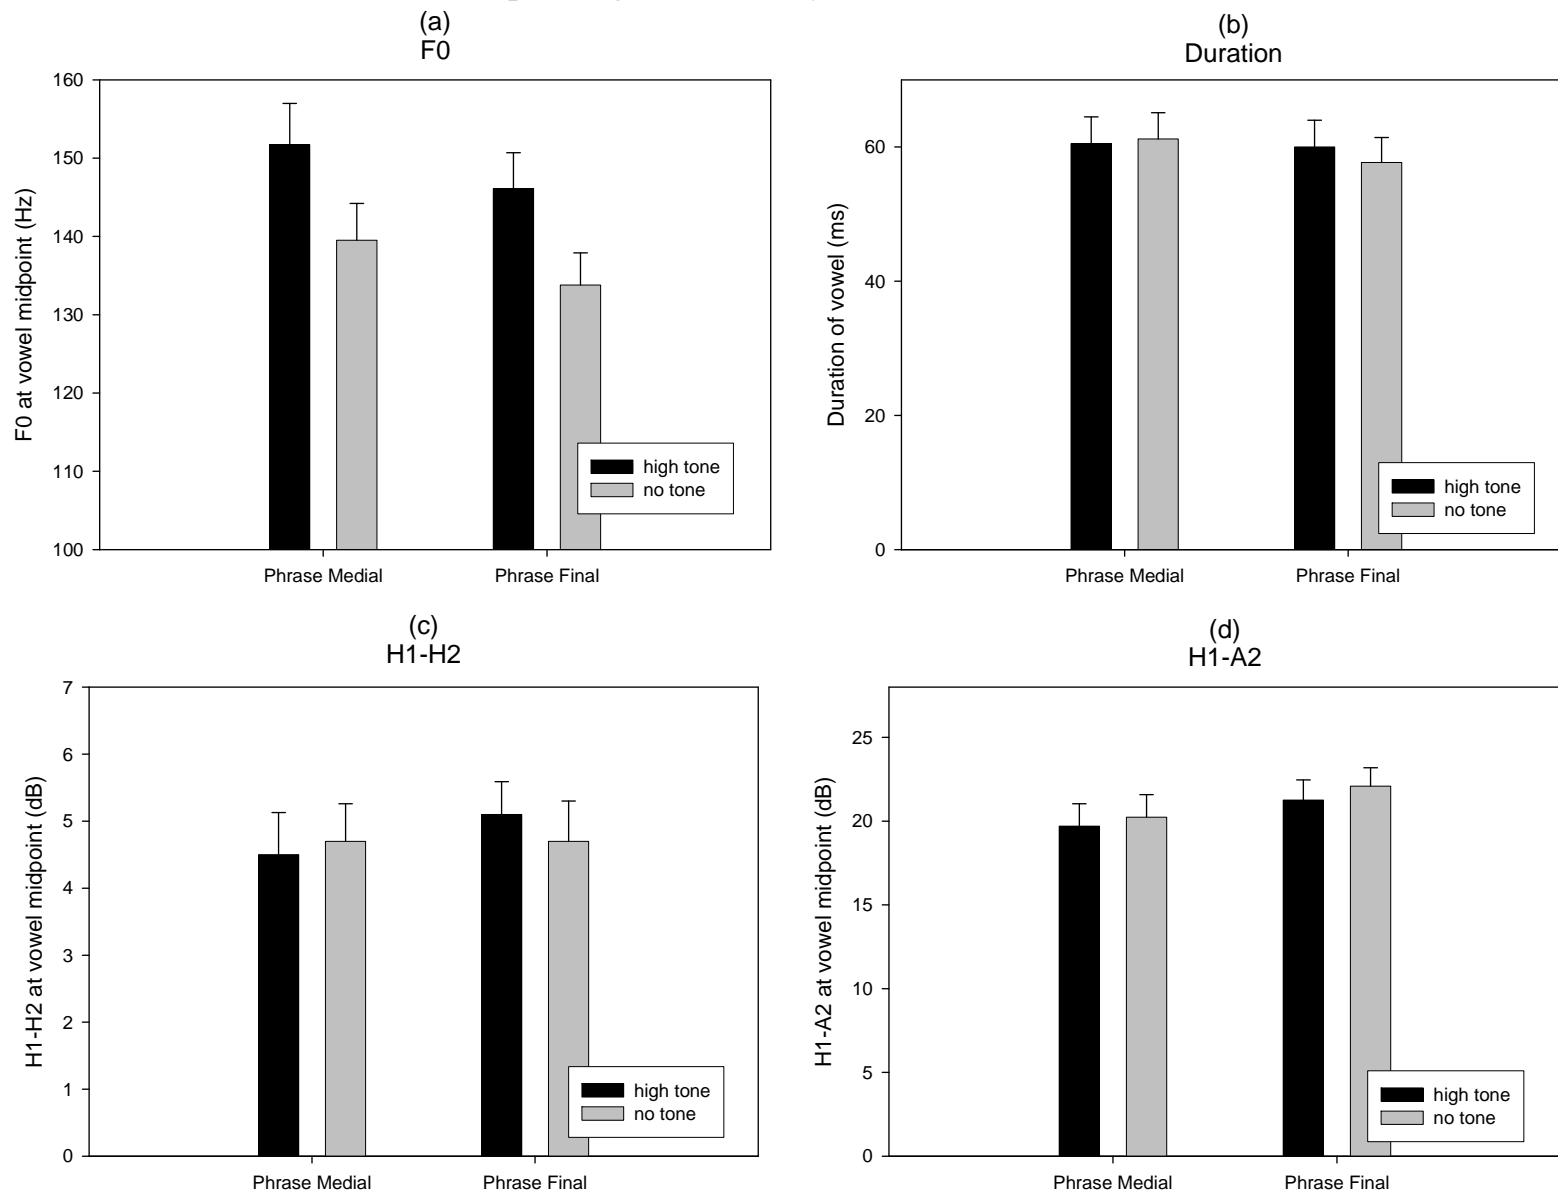 (a)
F0
F0 at vowel midpoint (Hz)
160
150
140
130
120
110
100
high tone
no tone
Phrase Medial
Phrase Final
(b)
Duration
Duration of vowel (ms)
60
40
20
0
high tone
no tone
Phrase Medial
Phrase Final
(c)
H1-H2
H1-H2 at vowel midpoint (dB)
7
6
5
4
3
2
1
0
high tone
no tone
Phrase Medial
Phrase Final
(d)
H1-A2
H1-A2 at vowel midpoint (dB)
25
20
15
10
5
0
high tone
no tone
Phrase Medial
Phrase Final